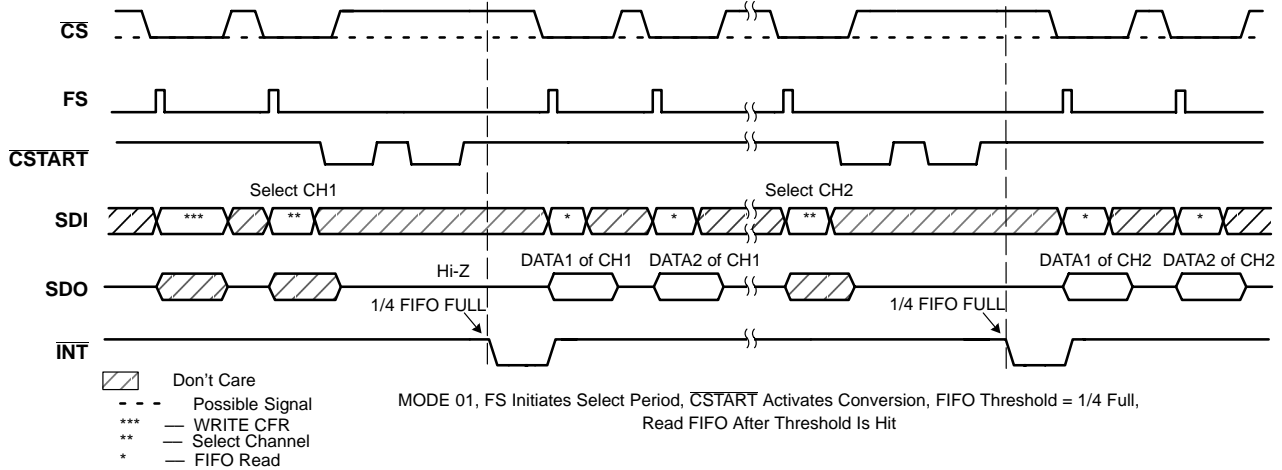 CS
FS
CSTART
Select CH1
Select CH2
SDI
***
**
*
*
**
*
*
Hi-Z
DATA1 of CH1
DATA2 of CH1
DATA1 of CH2
DATA2 of CH2
SDO
1/4 FIFO FULL
1/4 FIFO FULL
INT
Don't Care
Possible Signal
*** — WRITE CFR
** — Select Channel
* — FIFO Read
MODE 01, FS Initiates Select Period, CSTART Activates Conversion, FIFO Threshold = 1/4 Full,
Read FIFO After Threshold Is Hit